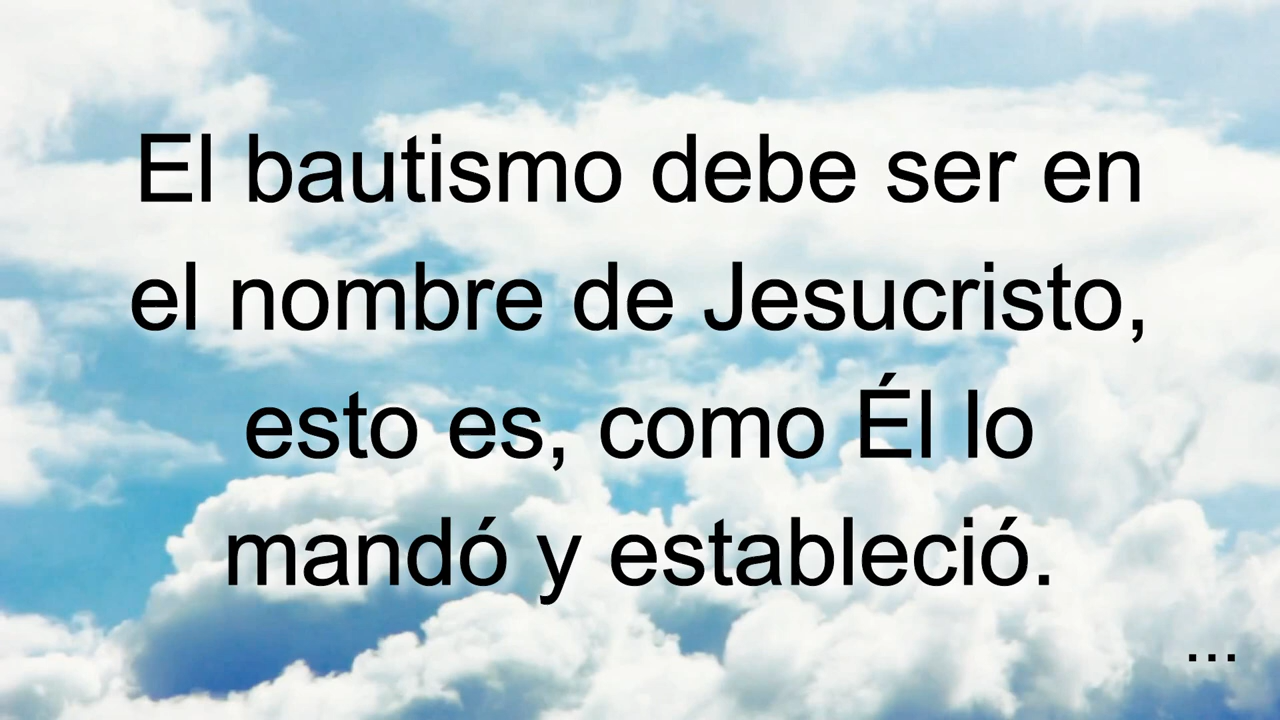 El bautismo debe ser en
el nombre de Jesucristo,
esto es, como Él lo
mandó y estableció.
...